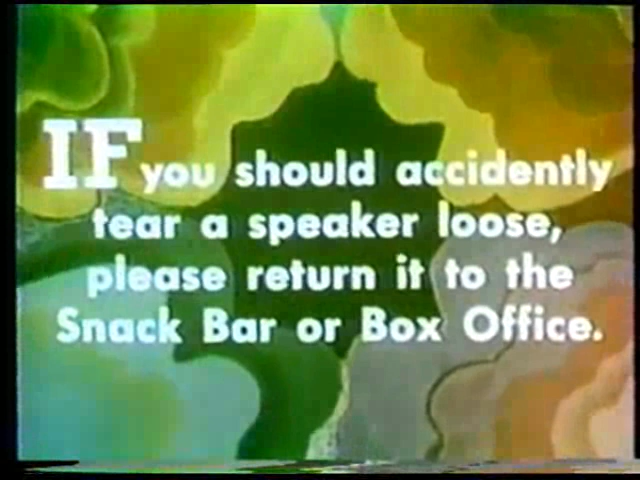 IF you should accidently
tear a speaker loose,
please return it to the
Snack Bar or Box Office.